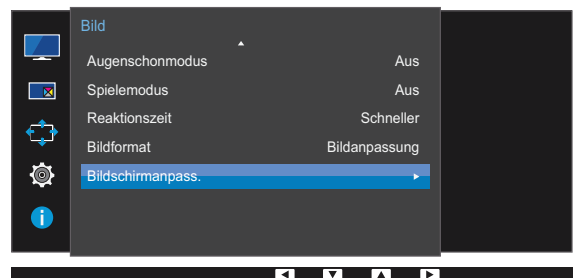 Bild
Augenschonmodus Aus
Spielemodus Aus
Reaktionszeit Schneller
Bildformat Bildanpassung
Bildschirmanpass.